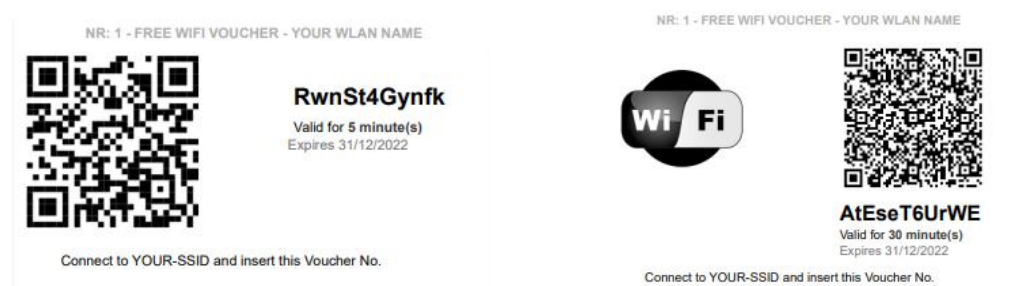 NR: 1 - FREE WIFI VOUCHER - YOUR WLAN NAME
RwnSt4Gynfk
Valid for 5 minute(s)
Expires 31/12/2022
Connect to YOUR-SSID and insert this Voucher No.
NR: 1 - FREE WIFI VOUCHER - YOUR WLAN NAME
Wi Fi
AtEseT6UrWE
Valid for 30 minute(s)
Expires 31/12/2022
Connect to YOUR-SSID and insert this Voucher No.